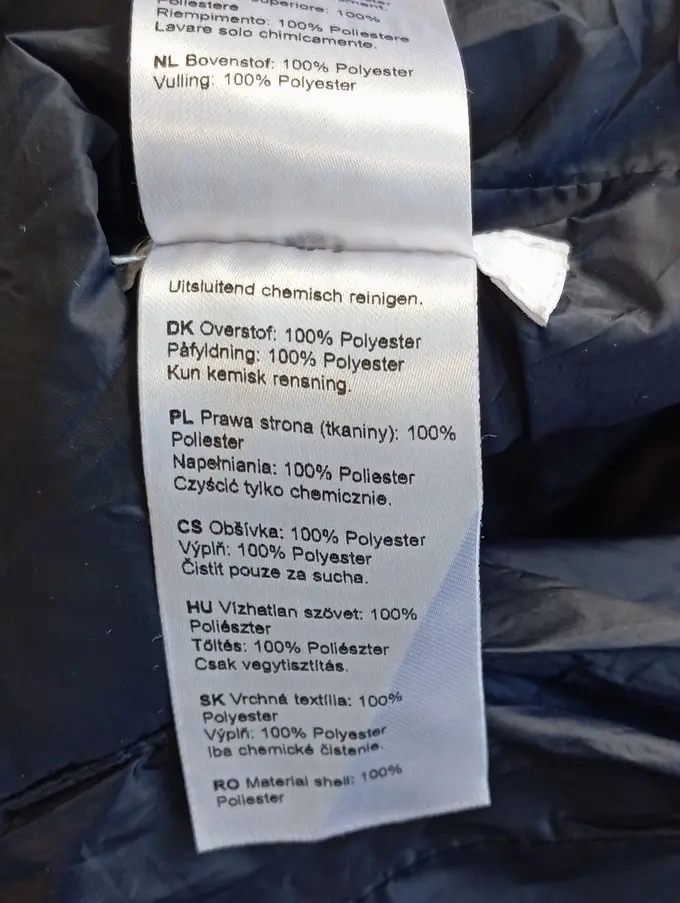 superiore: 100%
Poliestere
Riempimento: 100% Poliestere
Lavare solo chimicamente.
NL Bovenstof: 100% Polyester
Vulling: 100% Polyester
Uitsluitend chemisch reinigen.
DK Overstof: 100% Polyester
Påfyldning: 100% Polyester
Kun kemisk rensning.
PL Prawa strona (tkaniny): 100%
Poliester
Napełniania: 100% Poliester
Czyścić tylko chemicznie.
CS Obšívka: 100% Polyester
Výplň: 100% Polyester
Čistit pouze za sucha.
HU Vízhatlan szövet: 100%
Poliészter
Töltés: 100% Poliészter
Csak vegytisztítás.
SK Vrchná textília: 100%
Polyester
Výplň: 100% Polyester
Iba chemické čistenie.
RO Material shell: 100%
Poliester